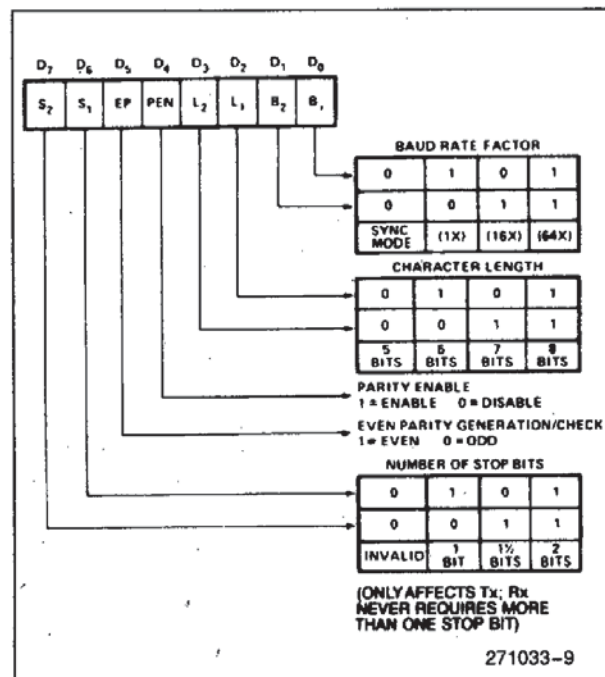 D7 D6 D5 D4 D3 D2 D1 D0
S2 S1 EP PEN L2 L1 B2 B1
BAUD RATE FACTOR
0 1 0 1
0 0 1 1
SYNC MODE (1X) (16X) (64X)
CHARACTER LENGTH
0 1 0 1
0 0 1 1
5 BITS 6 BITS 7 BITS 8 BITS
PARITY ENABLE
1 = ENABLE 0 = DISABLE
EVEN PARITY GENERATION/CHECK
1 = EVEN 0 = ODD
NUMBER OF STOP BITS
0 1 0 1
0 0 1 1
INVALID 1 BIT 1½ BITS 2 BITS
(ONLY AFFECTS Tx; Rx
NEVER REQUIRES MORE
THAN ONE STOP BIT)
271033-9